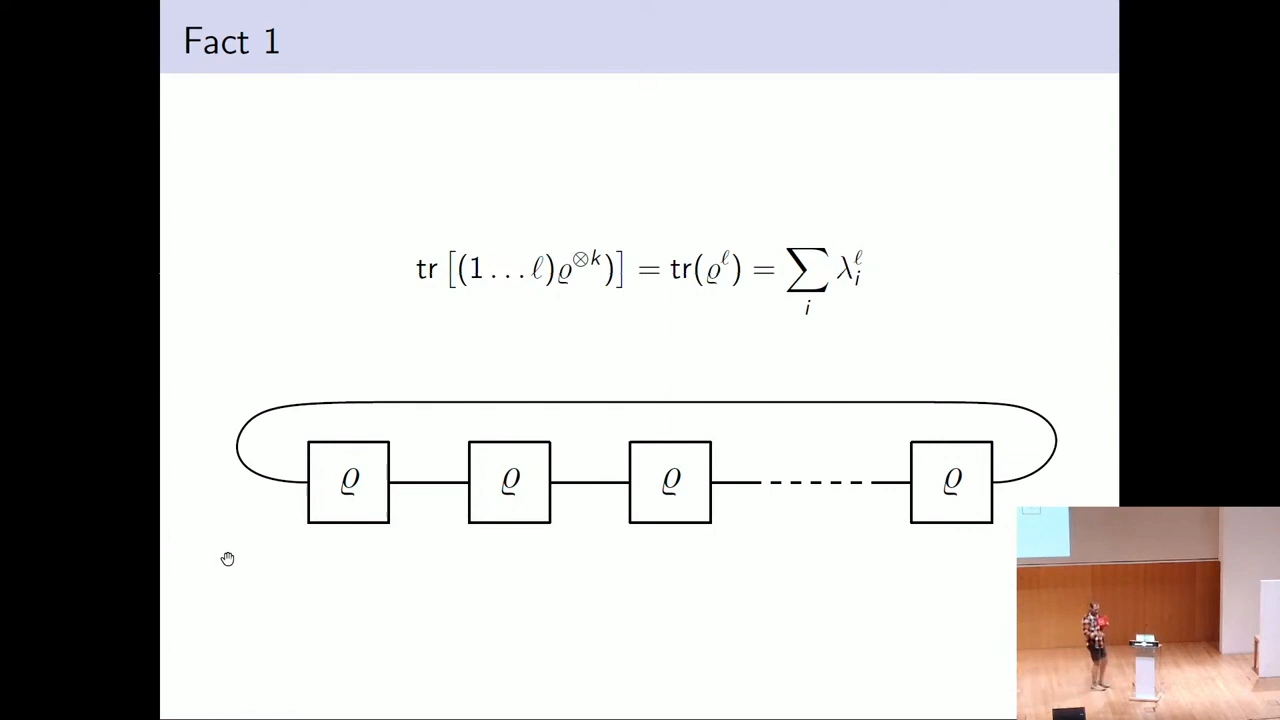 Fact 1
tr [(1 … ℓ)ϱ^{⊗k})] = tr(ϱ^ℓ) = ∑_i λ_i^ℓ
ϱ ϱ ϱ ϱ